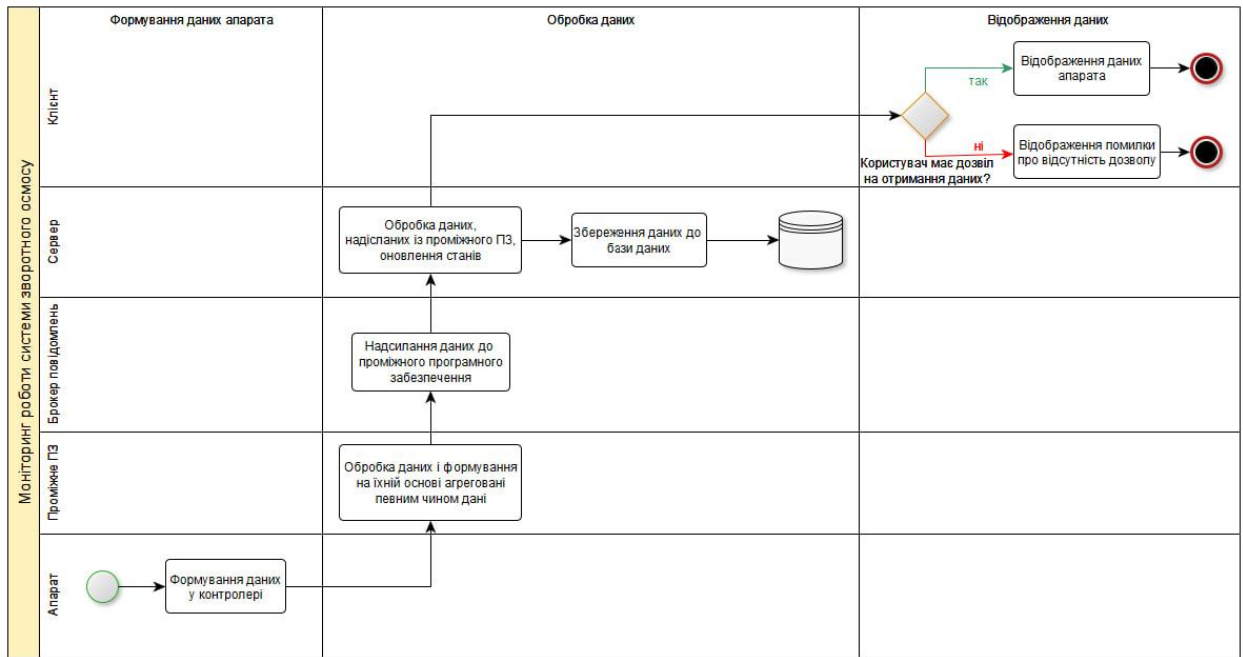 Формування даних апарата
Обробка даних
Відображення даних
Моніторинг роботи системи зворотного осмосу
Клієнт
Відображення даних
апарата
так
ні
Відображення помилки
про відсутність дозволу
Користувач має дозвіл
на отримання даних?
Сервер
Обробка даних,
надісланих із проміжного ПЗ,
оновлення станів
Збереження даних до
бази даних
Брокер повідомлень
Надсилання даних до
проміжного програмного
забезпечення
Проміжне ПЗ
Обробка даних і формування
на їхній основі агреговані
певним чином дані
Апарат
Формування даних
у контролері